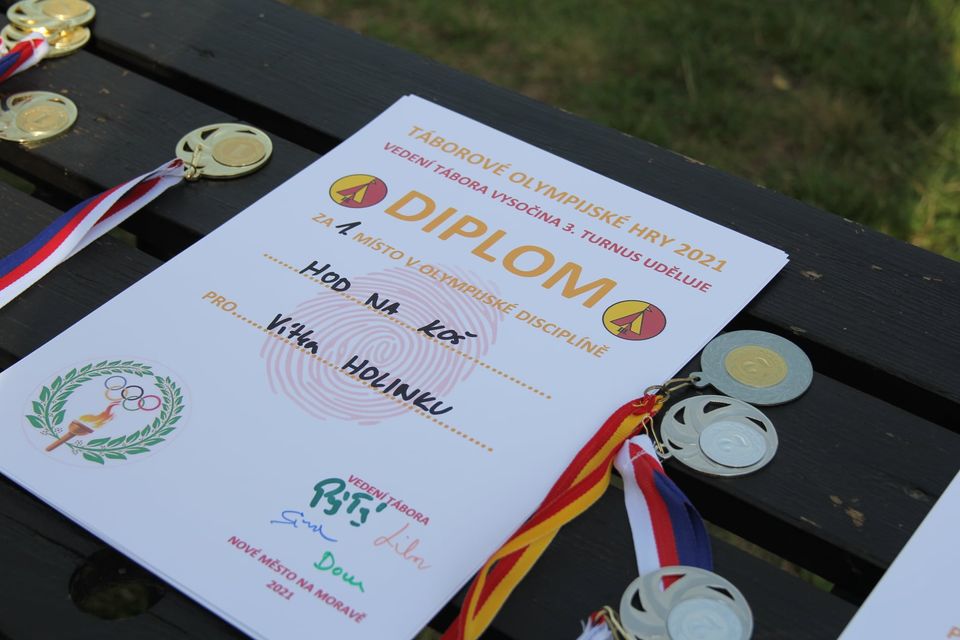 TÁBOROVÉ OLYMPIJSKÉ HRY 2021
VEDENÍ TÁBORA VYSOČINA 3. TURNUS UDĚLUJE
DIPLOM
ZA 1 MÍSTO V OLYMPIJSKÉ DISCIPLÍNĚ
HOD NA KOŠ
PRO Vítka HOLINKU
VEDENÍ TÁBORA
Dom
NOVÉ MĚSTO NA MORAVĚ
2021